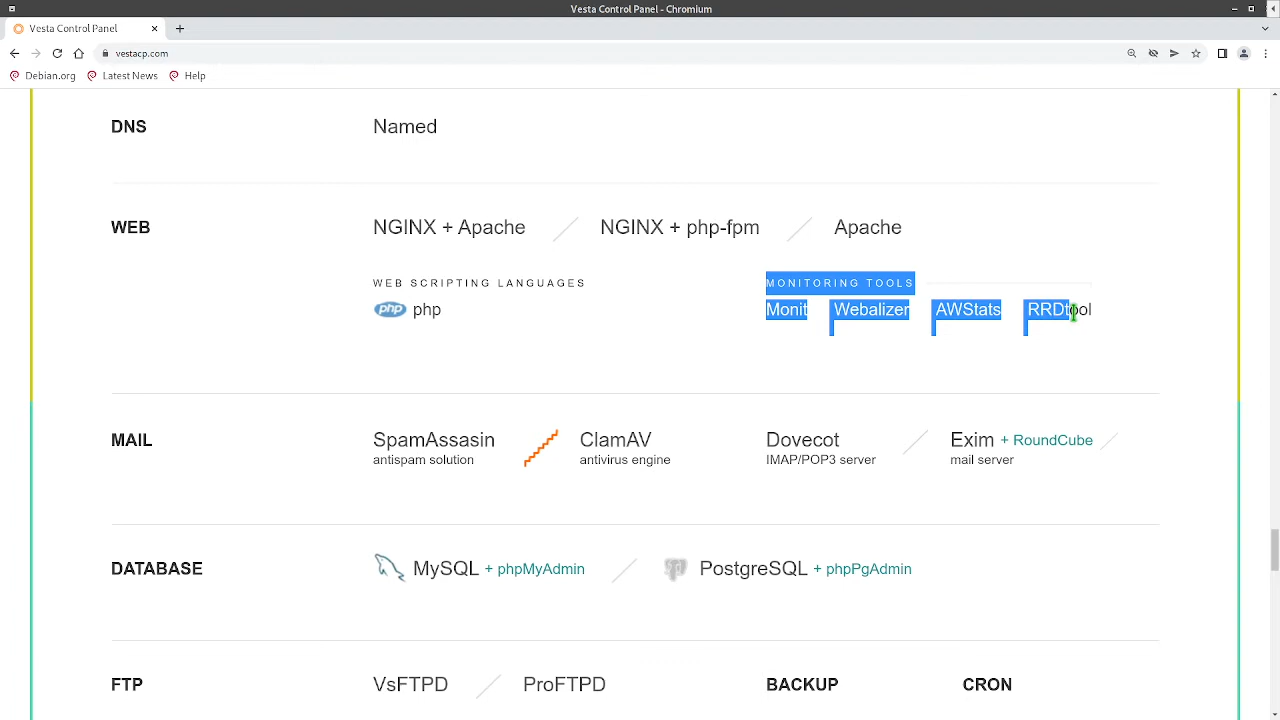 Vesta Control Panel - Chromium
Vesta Control Panel
vestacp.com
Debian.org Latest News Help
DNS Named
WEB NGINX + Apache NGINX + php-fpm Apache
WEB SCRIPTING LANGUAGES MONITORING TOOLS
php php Monit Webalizer AWStats RRDtool
MAIL SpamAssasin ClamAV Dovecot Exim + RoundCube
antispam solution antivirus engine IMAP/POP3 server mail server
DATABASE MySQL + phpMyAdmin PostgreSQL + phpPgAdmin
FTP VsFTPD ProFTPD BACKUP CRON